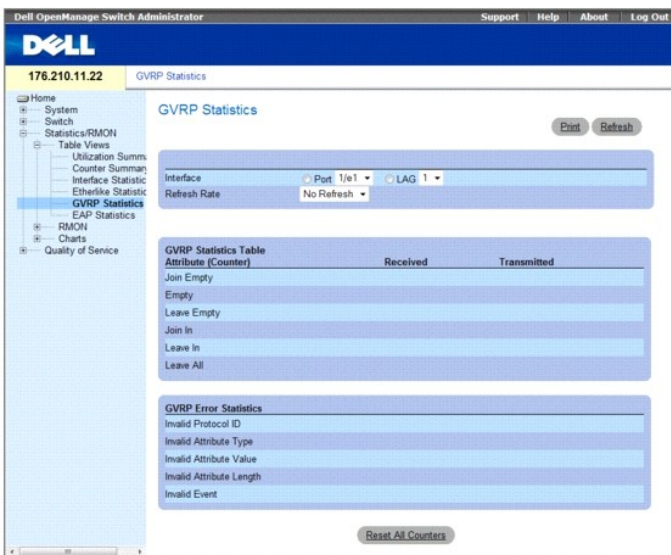 Dell OpenManage Switch Administrator
Support Help About Log Out
DELL
176.210.11.22
GVRP Statistics
Home
System
Switch
Statistics/RMON
Table Views
Utilization Summa
Counter Summary
Interface Statistic
Etherlike Statistic
GVRP Statistics
EAP Statistics
RMON
Charts
Quality of Service
GVRP Statistics
Print Refresh
Interface Port 1/e1 LAG 1
Refresh Rate No Refresh
GVRP Statistics Table
Attribute (Counter) Received Transmitted
Join Empty
Empty
Leave Empty
Join In
Leave In
Leave All
GVRP Error Statistics
Invalid Protocol ID
Invalid Attribute Type
Invalid Attribute Value
Invalid Attribute Length
Invalid Event
Reset All Counters